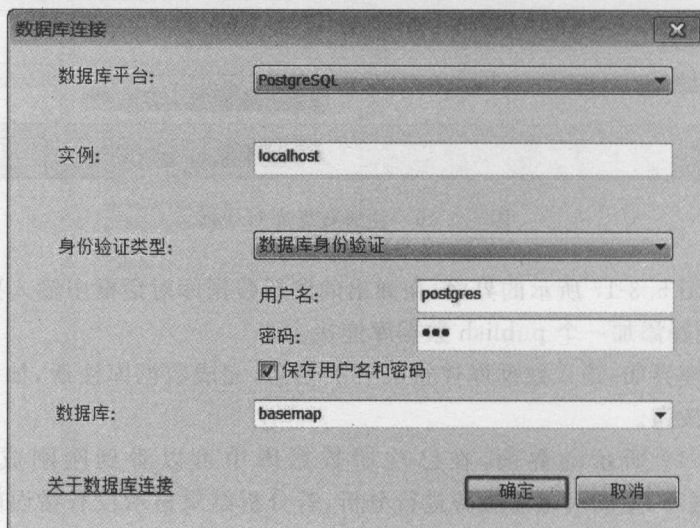 数据库连接
数据库平台:
PostgreSQL
实例:
localhost
身份验证类型:
数据库身份验证
用户名:
postgres
密码:
●●●
保存用户名和密码
数据库:
basemap
关于数据库连接
确定
取消